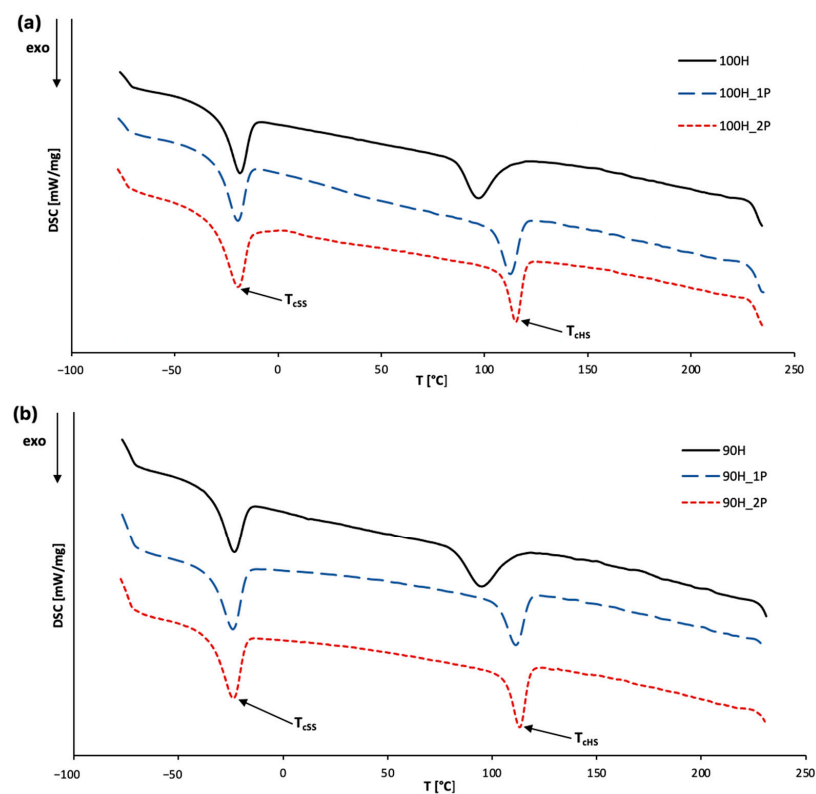 (a)
exo
100H
100H_1P
100H_2P
DSC [mW/mg]
TcSS
TcHS
−100
−50
0
50
100
150
200
250
T [°C]
(b)
exo
90H
90H_1P
90H_2P
DSC [mW/mg]
TcSS
TcHS
−100
−50
0
50
100
150
200
250
T [°C]